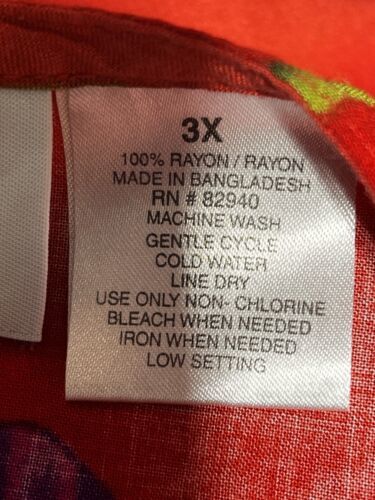 3X
100% RAYON / RAYON
MADE IN BANGLADESH
RN # 82940
MACHINE WASH
GENTLE CYCLE
COLD WATER
LINE DRY
USE ONLY NON- CHLORINE
BLEACH WHEN NEEDED
IRON WHEN NEEDED
LOW SETTING